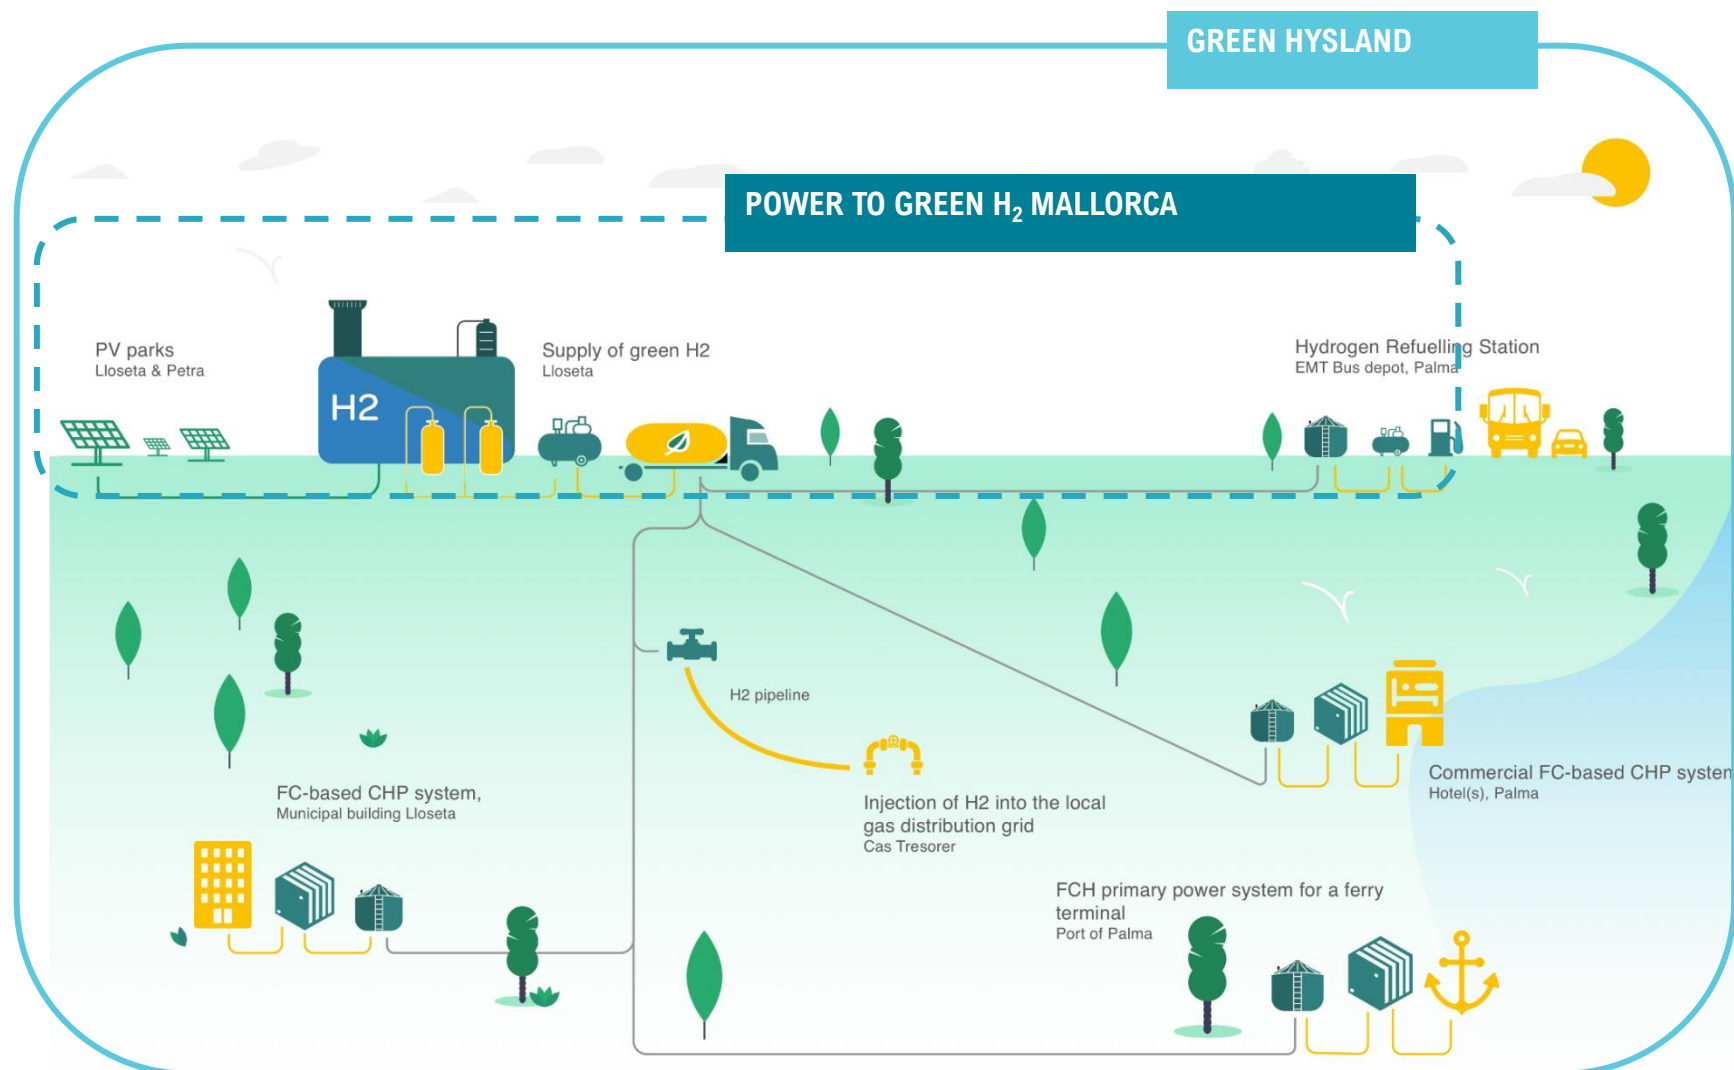 GREEN HYSLAND
POWER TO GREEN H₂ MALLORCA
PV parks
Lloseta & Petra
H2
Supply of green H2
Lloseta
Hydrogen Refuelling Station
EMT Bus depot, Palma
H2 pipeline
Injection of H2 into the local
gas distribution grid
Cas Tresorer
Commercial FC-based CHP system
Hotel(s), Palma
FC-based CHP system,
Municipal building Lloseta
FCH primary power system for a ferry
terminal
Port of Palma